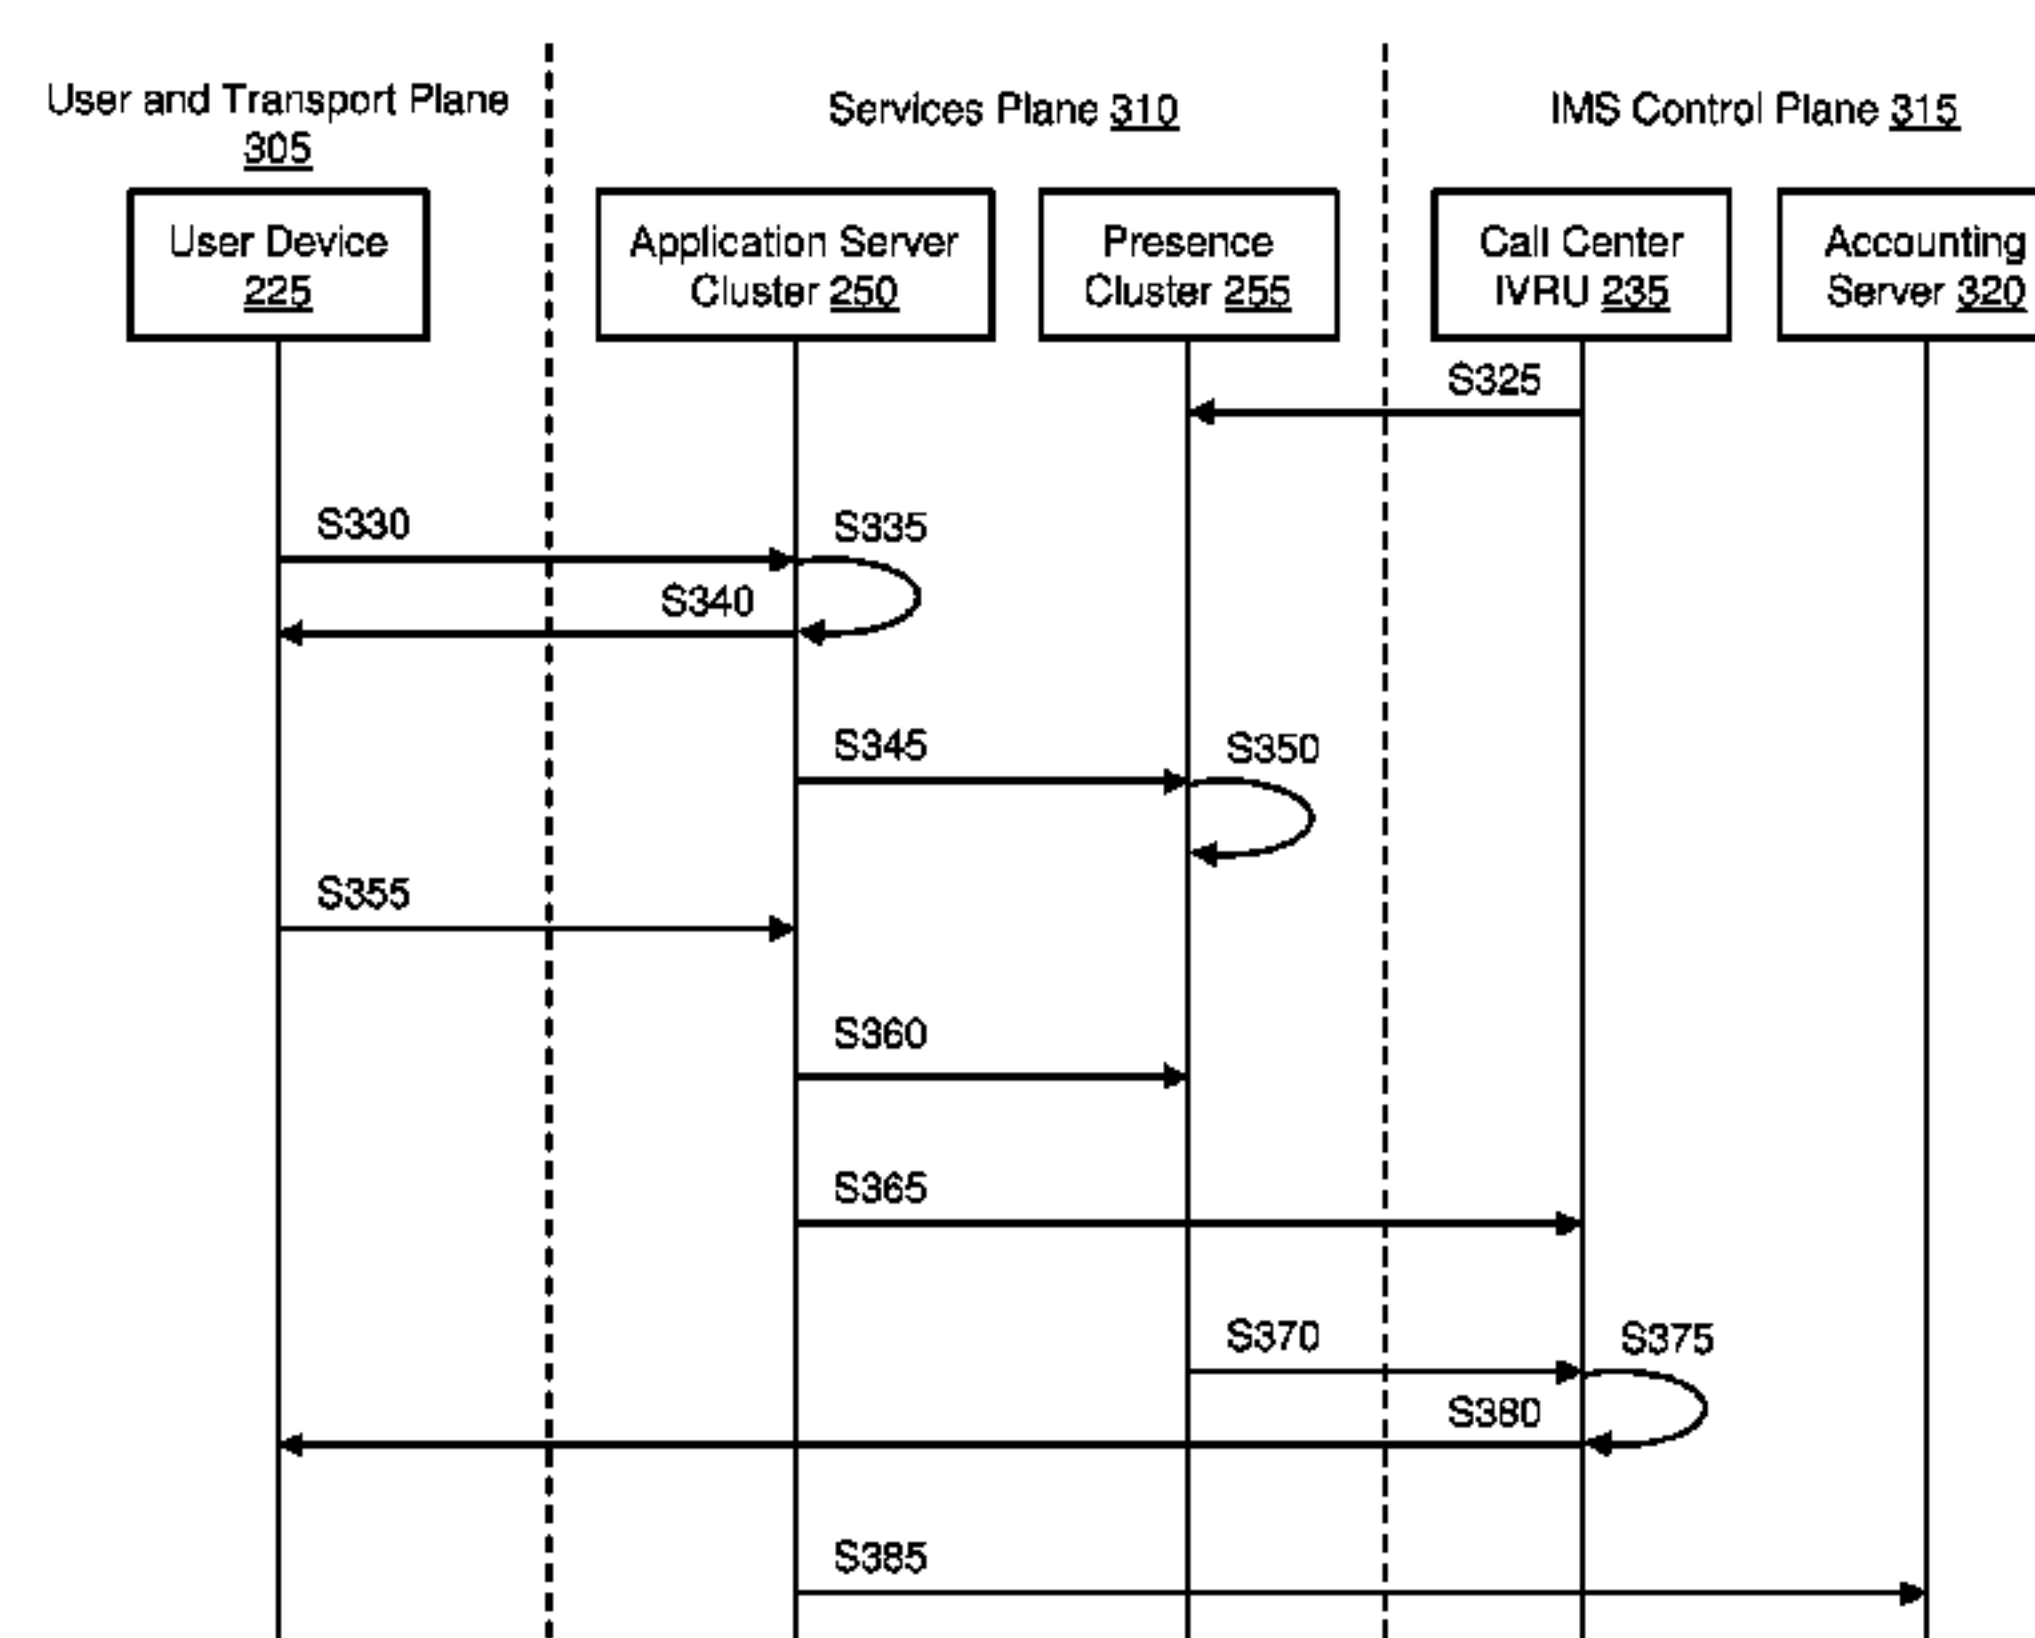 User and Transport Plane
305
Services Plane 310
IMS Control Plane 315
User Device
225
Application Server
Cluster 250
Presence
Cluster 255
Call Center
IVRU 235
Accounting
Server 320
S325
S330
S335
S340
S345
S350
S355
S360
S365
S370
S375
S380
S385